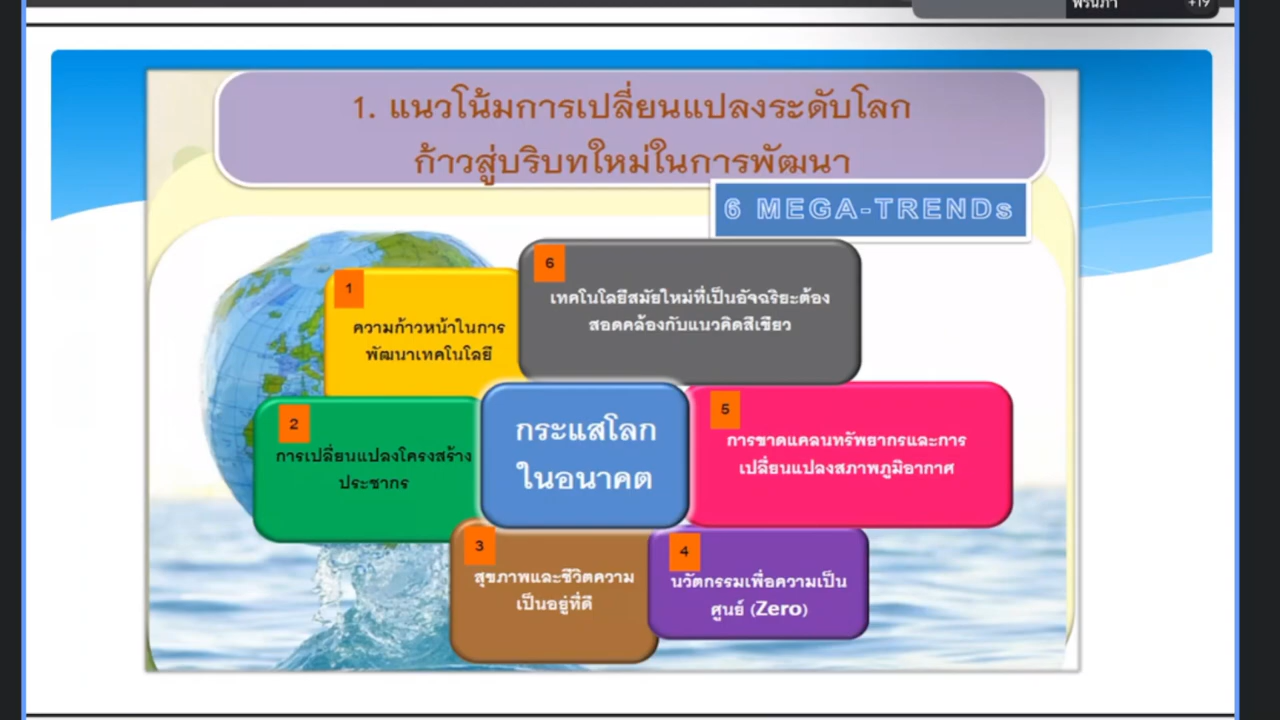 พรนภา
+19
1. แนวโน้มการเปลี่ยนแปลงระดับโลก
ก้าวสู่บริบทใหม่ในการพัฒนา
6 MEGA-TRENDs
1
ความก้าวหน้าในการ
พัฒนาเทคโนโลยี
6
เทคโนโลยีสมัยใหม่ที่เป็นอัจฉริยะต้อง
สอดคล้องกับแนวคิดสีเขียว
2
การเปลี่ยนแปลงโครงสร้าง
ประชากร
กระแสโลก
ในอนาคต
5
การขาดแคลนทรัพยากรและการ
เปลี่ยนแปลงสภาพภูมิอากาศ
3
สุขภาพและชีวิตความ
เป็นอยู่ที่ดี
4
นวัตกรรมเพื่อความเป็น
ศูนย์ (Zero)